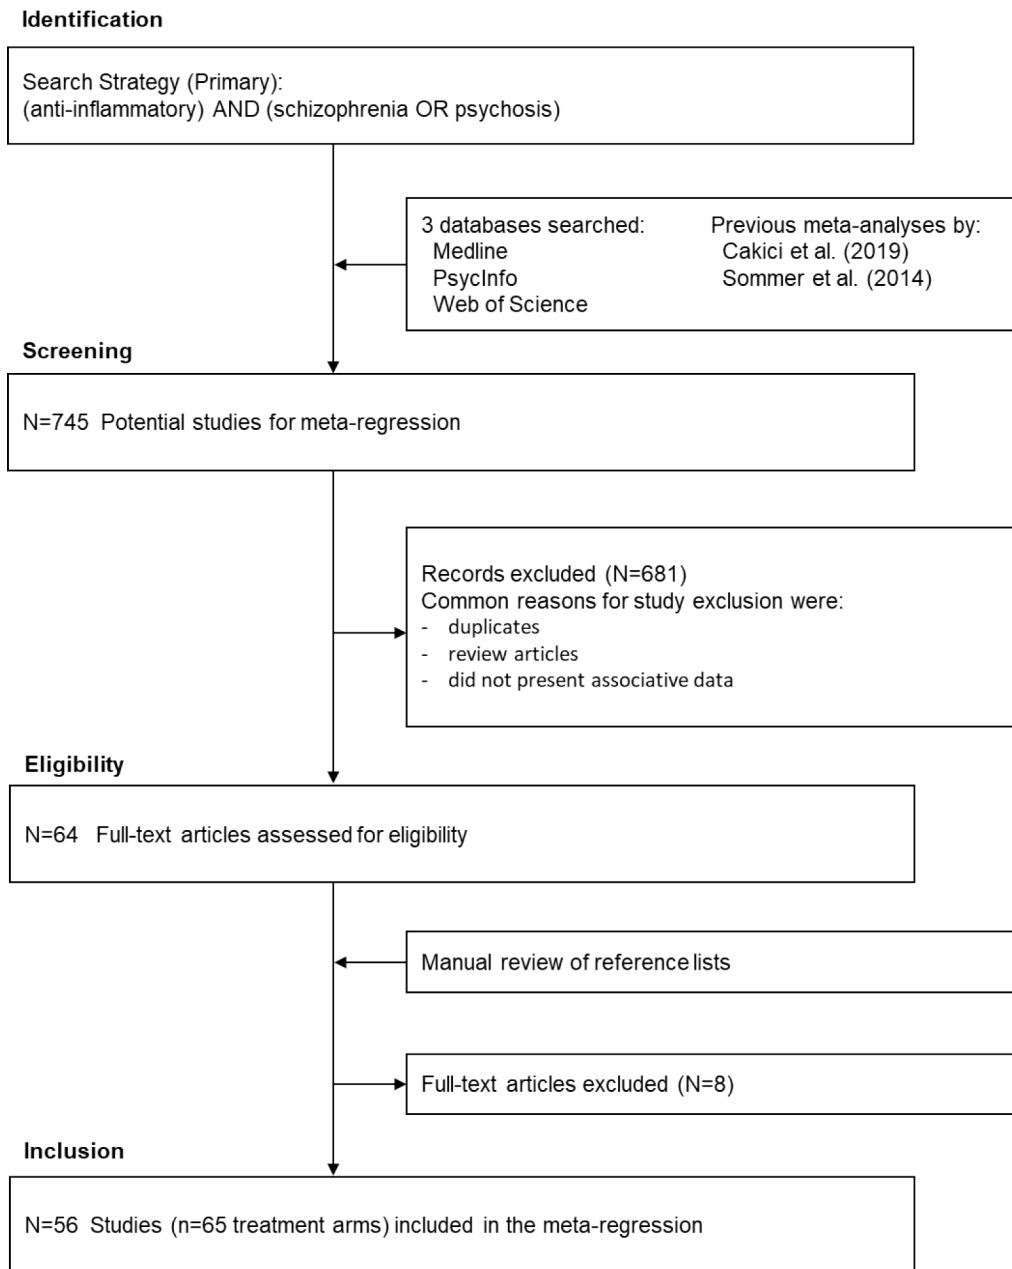 Identification
Search Strategy (Primary):
(anti-inflammatory) AND (schizophrenia OR psychosis)
3 databases searched:
Medline
PsycInfo
Web of Science
Previous meta-analyses by:
Cakici et al. (2019)
Sommer et al. (2014)
Screening
N=745 Potential studies for meta-regression
Records excluded (N=681)
Common reasons for study exclusion were:
- duplicates
- review articles
- did not present associative data
Eligibility
N=64 Full-text articles assessed for eligibility
Manual review of reference lists
Full-text articles excluded (N=8)
Inclusion
N=56 Studies (n=65 treatment arms) included in the meta-regression